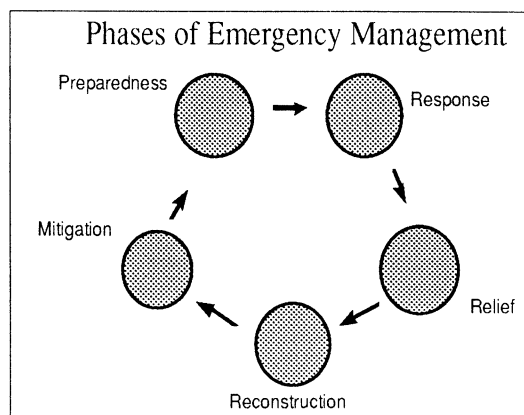 Phases of Emergency Management
Preparedness
Response
Mitigation
Relief
Reconstruction